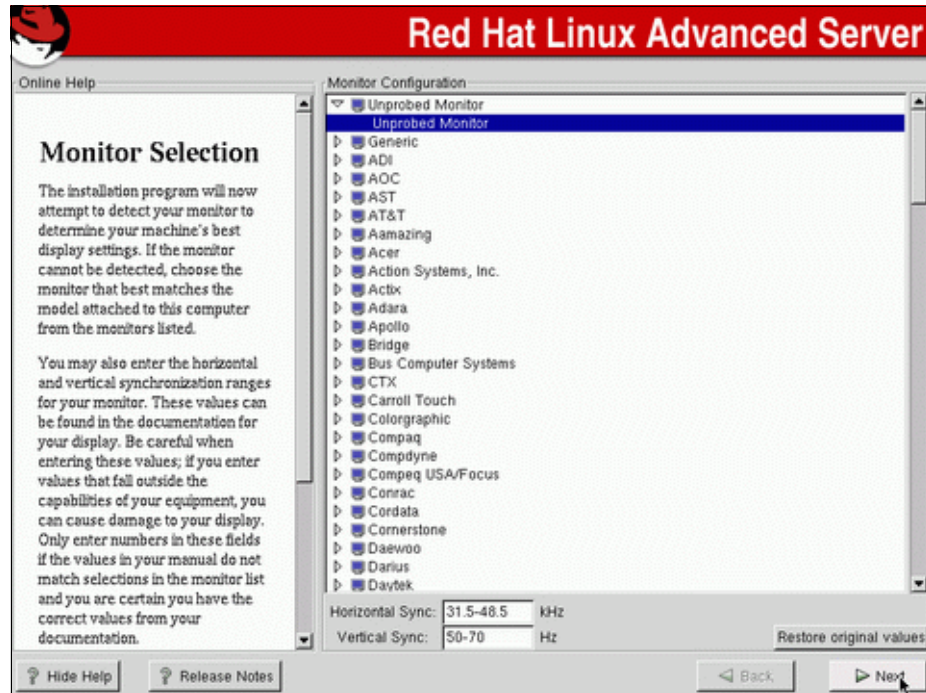 Red Hat Linux Advanced Server
Online Help
Monitor Selection
The installation program will now
attempt to detect your monitor to
determine your machine's best
display settings. If the monitor
cannot be detected, choose the
monitor that best matches the
model attached to this computer
from the monitors listed.
You may also enter the horizontal
and vertical synchronization ranges
for your monitor. These values can
be found in the documentation for
your display. Be careful when
entering these values; if you enter
values that fall outside the
capabilities of your equipment, you
can cause damage to your display.
Only enter numbers in these fields
if the values in your manual do not
match selections in the monitor list
and you are certain you have the
correct values from your
documentation.
Monitor Configuration
Unprobed Monitor
Unprobed Monitor
Generic
ADI
AOC
AST
AT&T
Aamazing
Acer
Action Systems, Inc.
Actix
Adara
Apollo
Bridge
Bus Computer Systems
CTX
Carroll Touch
Colorgraphic
Compaq
Compdyne
Compeq USA/Focus
Conrac
Cordata
Cornerstone
Daewoo
Darius
Daytek
Horizontal Sync: 31.5-48.5 kHz
Vertical Sync: 50-70 Hz
Restore original values
? Hide Help
? Release Notes
Back
Next